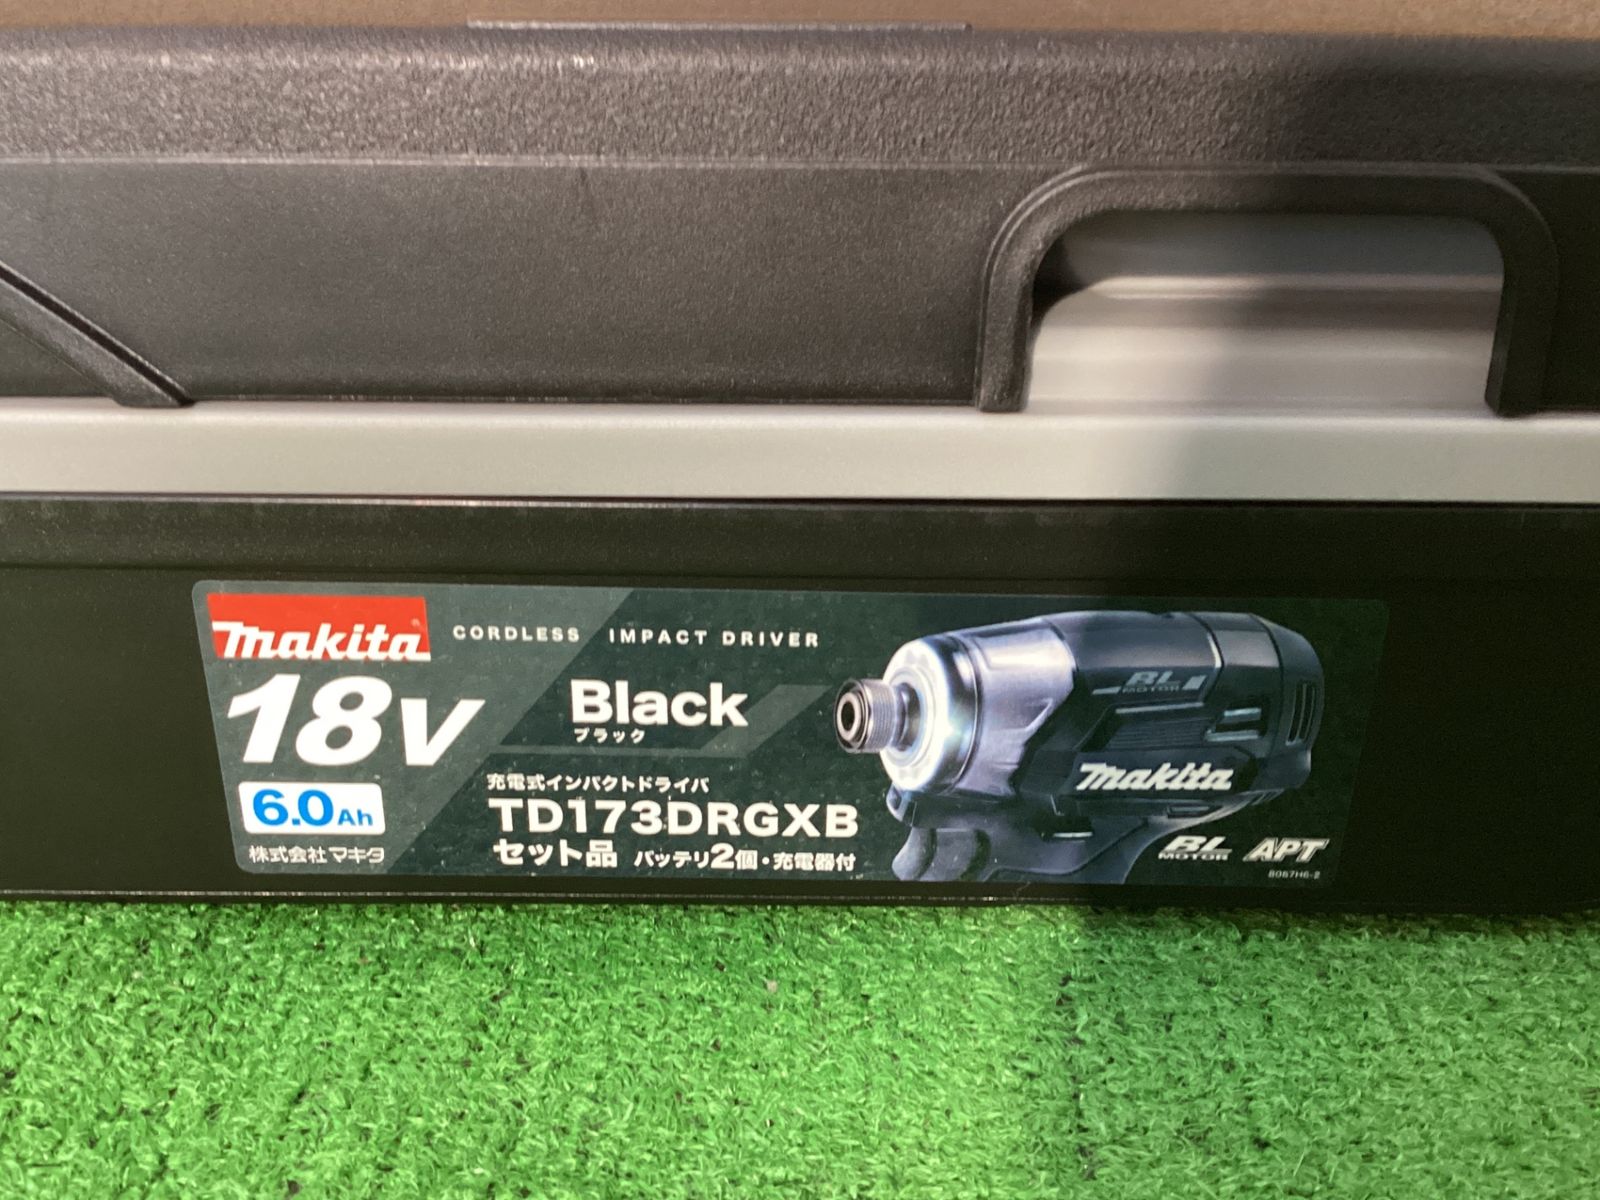 makita
CORDLESS IMPACT DRIVER
18V
Black
ブラック
6.0Ah
充電式インパクトドライバ
TD173DRGXB
セット品 バッテリ2個・充電器付
株式会社マキタ
BL
MOTOR
makita
BL
MOTOR
APT